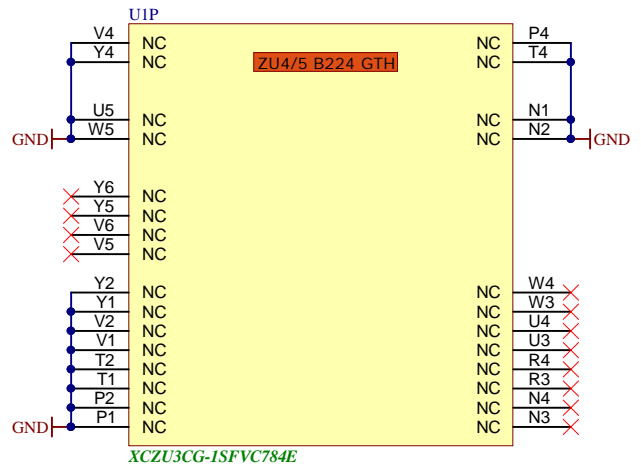 U1P
V4 NC NC P4
Y4 NC ZU4/5 B224 GTH NC T4
U5 NC NC N1
GND W5 NC NC N2 GND
Y6 NC
Y5 NC
V6 NC
V5 NC
Y2 NC NC W4
Y1 NC NC W3
V2 NC NC U4
V1 NC NC U3
T2 NC NC R4
T1 NC NC R3
P2 NC NC N4
GND P1 NC NC N3
XCZU3CG-1SFVC784E